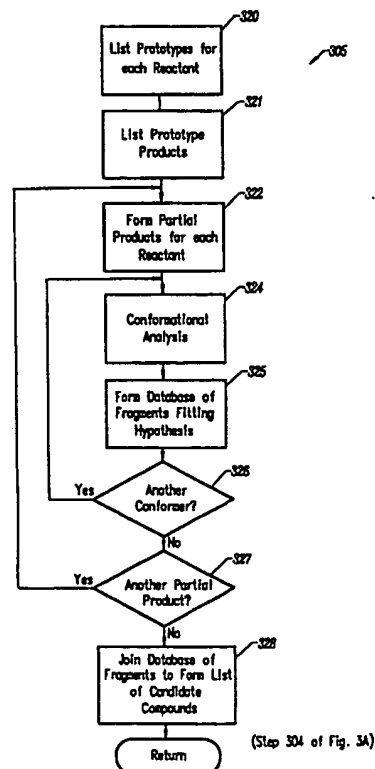 320
List Prototypes for
each Reactant
305
321
List Prototype
Products
322
Form Partial
Products for each
Reactant
324
Conformational
Analysis
325
Form Database of
Fragments Fitting
Hypothesis
326
Yes
Another
Conformer?
No
327
Yes
Another Partial
Product?
No
328
Join Database of
Fragments to Form List
of Candidate
Compounds
Return
(Step 304 of Fig. 3A)